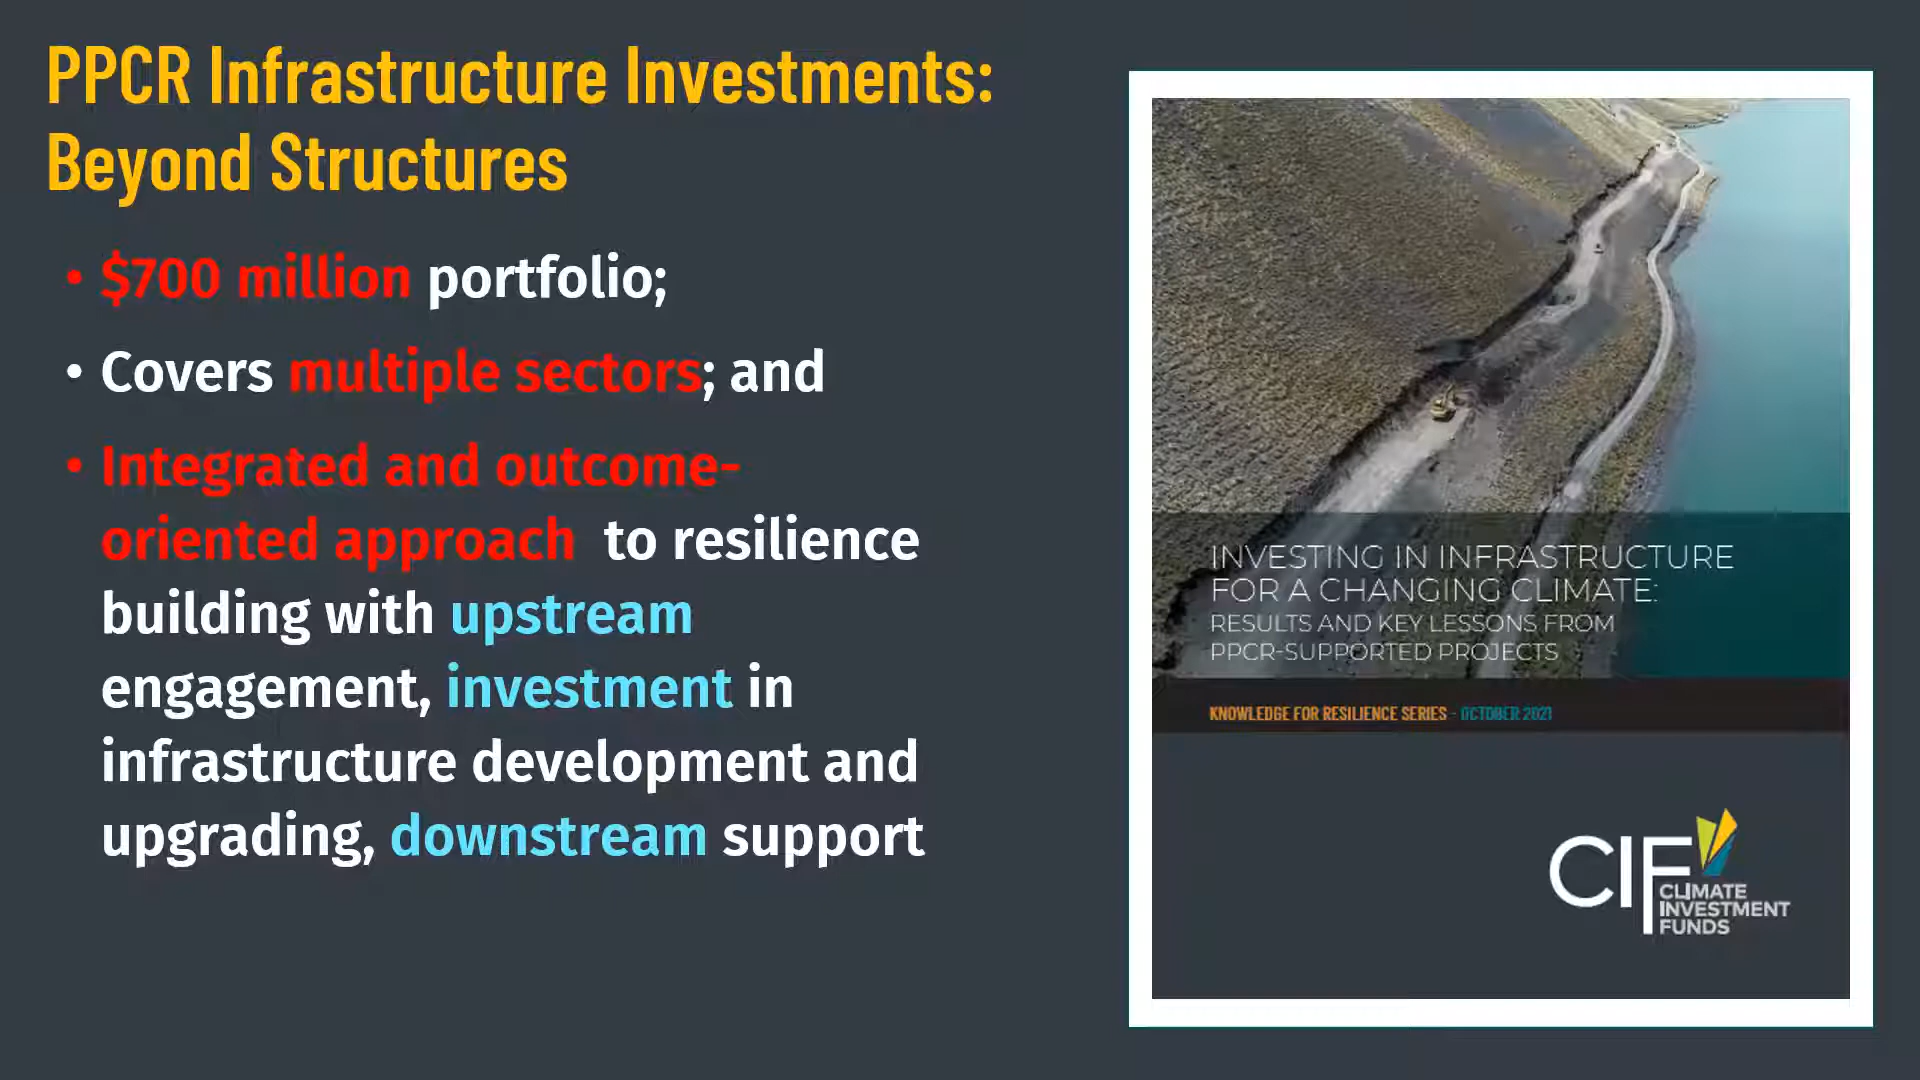 PPCR Infrastructure Investments:
Beyond Structures
• $700 million portfolio;
• Covers multiple sectors; and
• Integrated and outcome-
oriented approach to resilience
building with upstream
engagement, investment in
infrastructure development and
upgrading, downstream support
INVESTING IN INFRASTRUCTURE
FOR A CHANGING CLIMATE:
RESULTS AND KEY LESSONS FROM
PPCR-SUPPORTED PROJECTS
KNOWLEDGE FOR RESILIENCE SERIES - OCTOBER 2021
CIF
CLIMATE
INVESTMENT
FUNDS